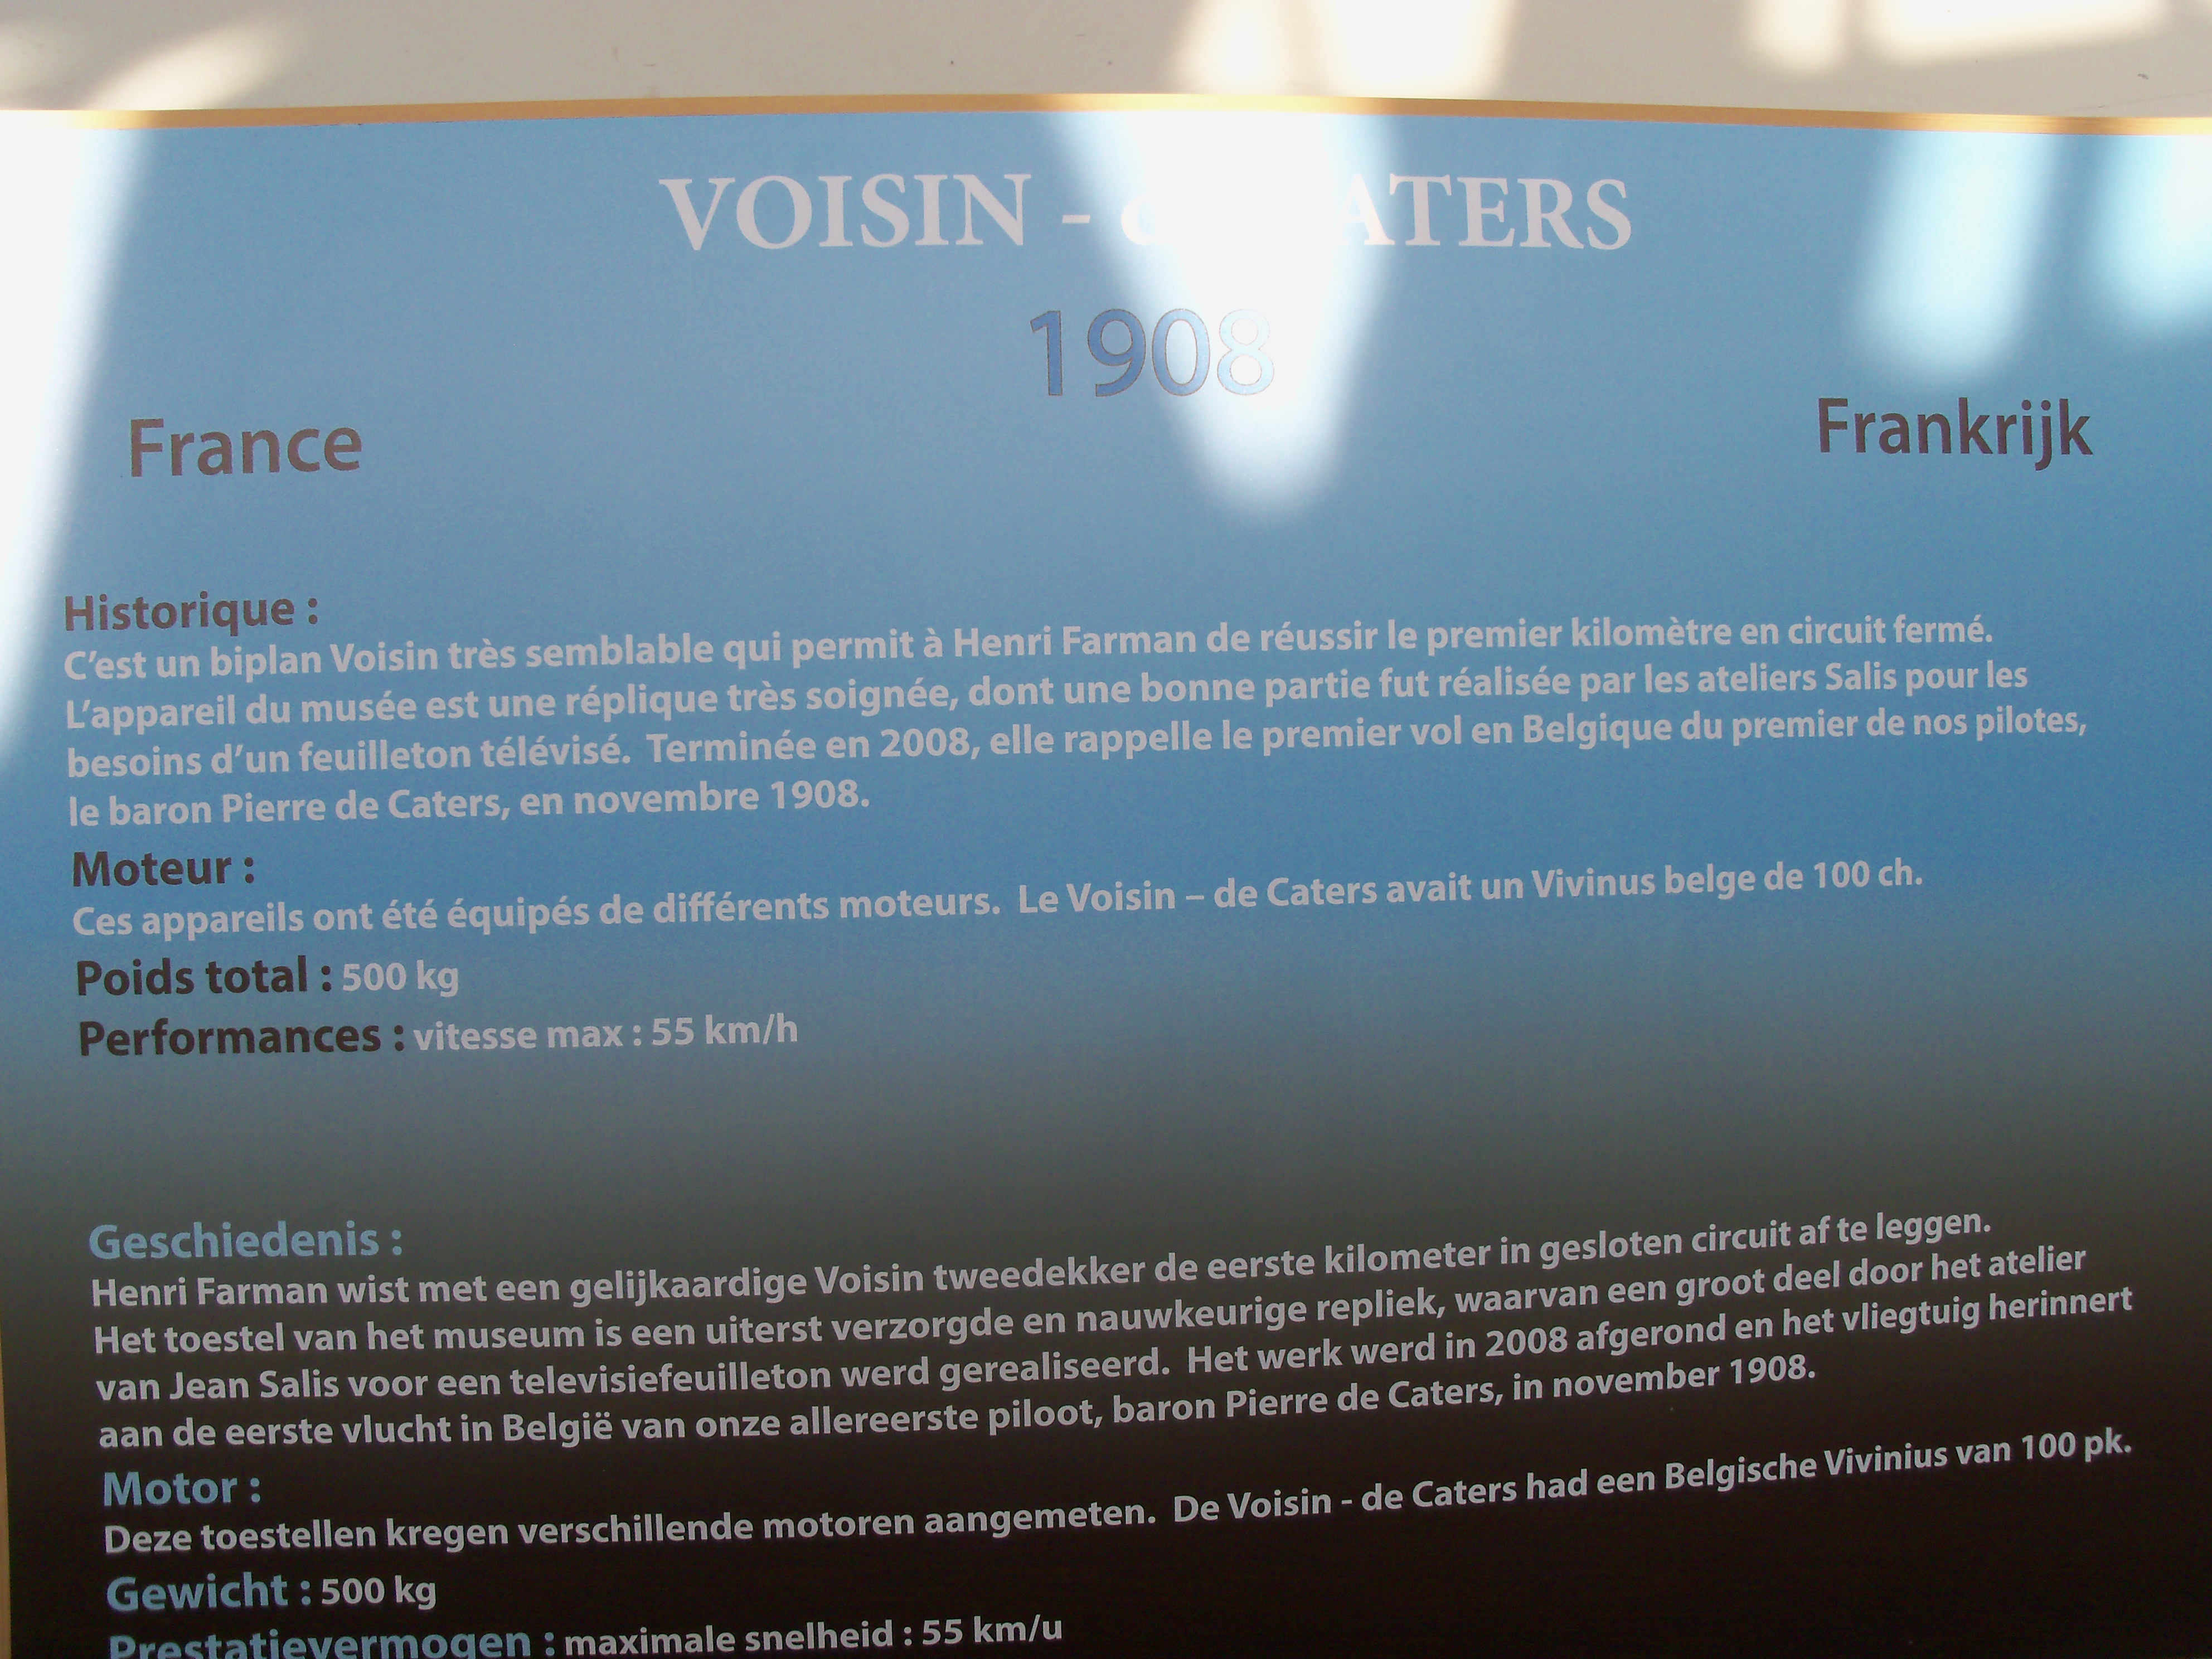 VOISIN - de CATERS
1908
France
Frankrijk
Historique :
C'est un biplan Voisin très semblable qui permit à Henri Farman de réussir le premier kilomètre en circuit fermé.
L'appareil du musée est une réplique très soignée, dont une bonne partie fut réalisée par les ateliers Salis pour les
besoins d'un feuilleton télévisé. Terminée en 2008, elle rappelle le premier vol en Belgique du premier de nos pilotes,
le baron Pierre de Caters, en novembre 1908.
Moteur :
Ces appareils ont été équipés de différents moteurs. Le Voisin – de Caters avait un Vivinus belge de 100 ch.
Poids total : 500 kg
Performances : vitesse max : 55 km/h
Geschiedenis :
Henri Farman wist met een gelijkaardige Voisin tweedekker de eerste kilometer in gesloten circuit af te leggen.
Het toestel van het museum is een uiterst verzorgde en nauwkeurige repliek, waarvan een groot deel door het atelier
van Jean Salis voor een televisiefeuilleton werd gerealiseerd. Het werk werd in 2008 afgerond en het vliegtuig herinnert
aan de eerste vlucht in België van onze allereerste piloot, baron Pierre de Caters, in november 1908.
Motor :
Deze toestellen kregen verschillende motoren aangemeten. De Voisin - de Caters had een Belgische Vivinius van 100 pk.
Gewicht : 500 kg
Prestatievermogen : maximale snelheid : 55 km/u